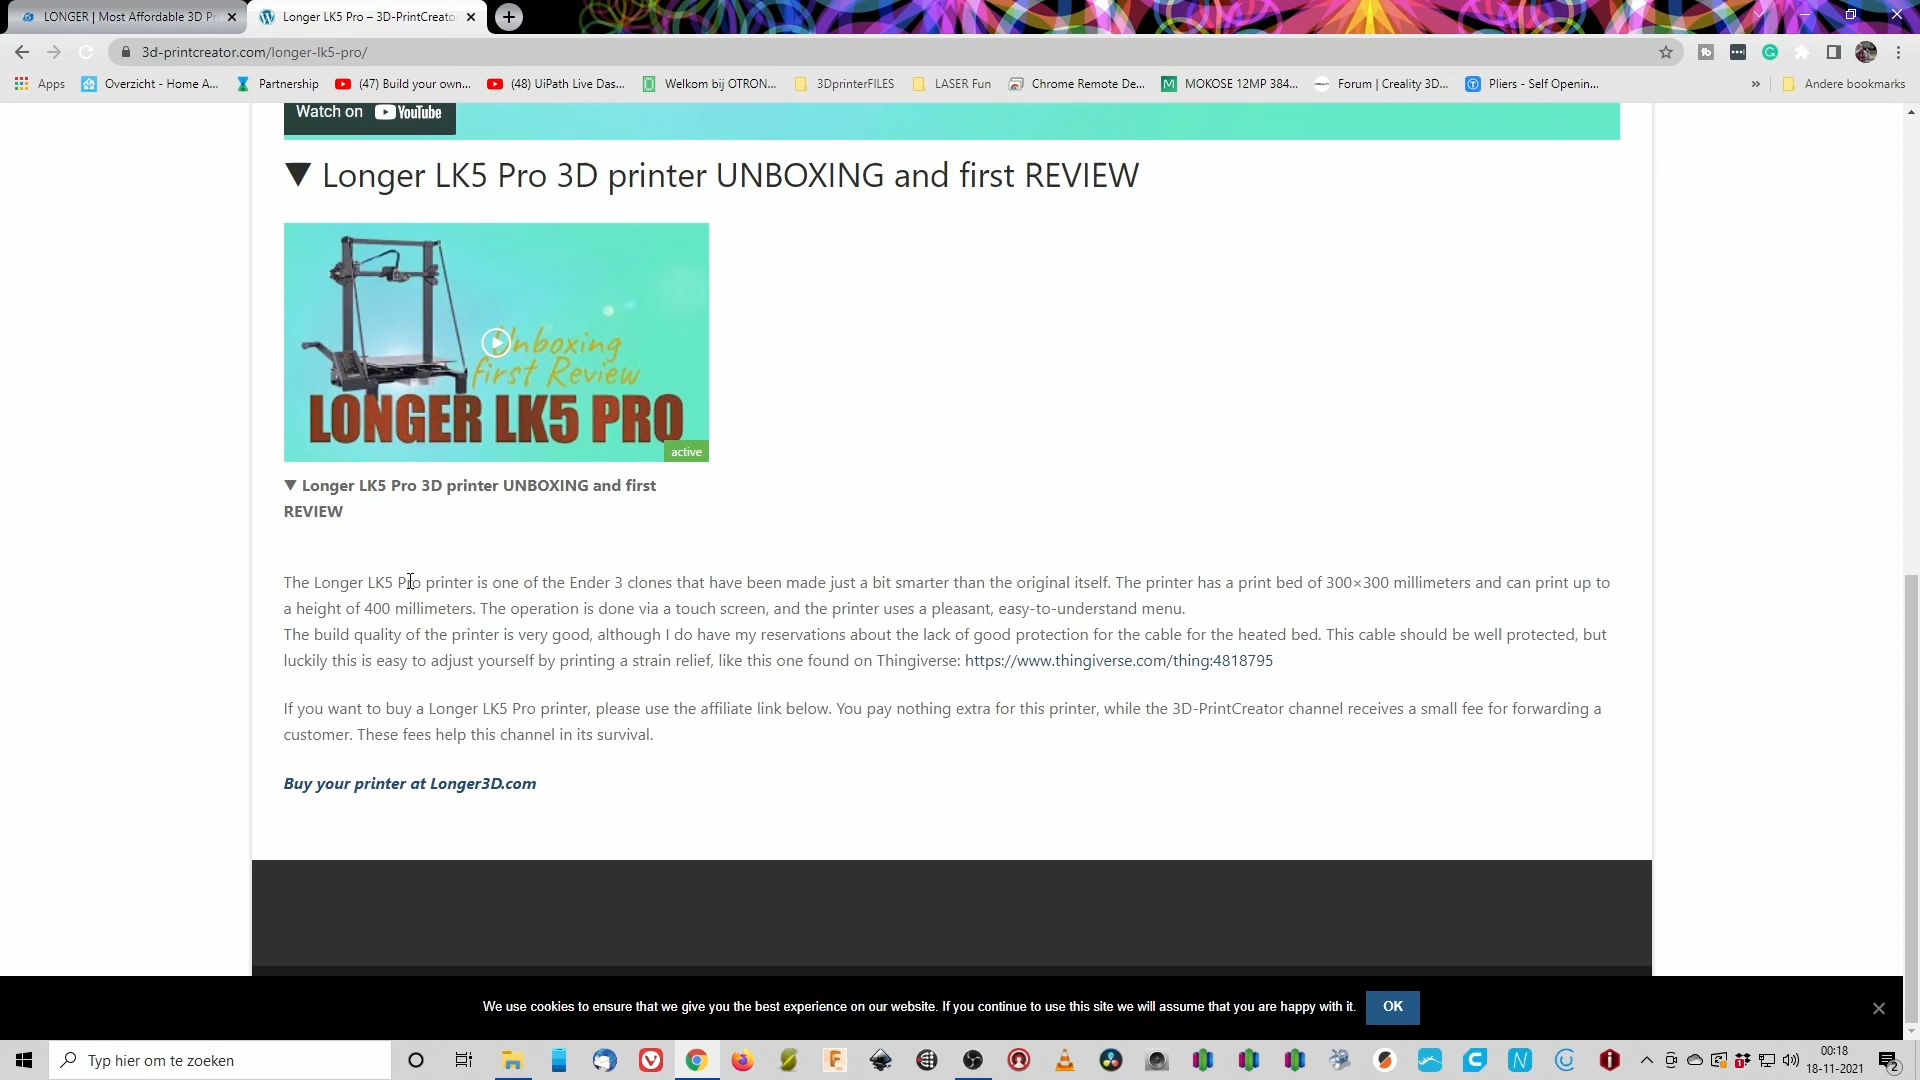 LONGER | Most Affordable 3D Pr
Longer LK5 Pro – 3D-PrintCreato
3d-printcreator.com/longer-lk5-pro/
Apps
Overzicht - Home A...
Partnership
(47) Build your own...
(48) UiPath Live Das...
Welkom bij OTRON...
3DprinterFILES
LASER Fun
Chrome Remote De...
MOKOSE 12MP 384...
Forum | Creality 3D...
Pliers - Self Openin...
»
Andere bookmarks
Watch on YouTube
▼ Longer LK5 Pro 3D printer UNBOXING and first REVIEW
Unboxing
first Review
LONGER LK5 PRO
active
▼ Longer LK5 Pro 3D printer UNBOXING and first
REVIEW
The Longer LK5 Pro printer is one of the Ender 3 clones that have been made just a bit smarter than the original itself. The printer has a print bed of 300×300 millimeters and can print up to
a height of 400 millimeters. The operation is done via a touch screen, and the printer uses a pleasant, easy-to-understand menu.
The build quality of the printer is very good, although I do have my reservations about the lack of good protection for the cable for the heated bed. This cable should be well protected, but
luckily this is easy to adjust yourself by printing a strain relief, like this one found on Thingiverse: https://www.thingiverse.com/thing:4818795
If you want to buy a Longer LK5 Pro printer, please use the affiliate link below. You pay nothing extra for this printer, while the 3D-PrintCreator channel receives a small fee for forwarding a
customer. These fees help this channel in its survival.
Buy your printer at Longer3D.com
We use cookies to ensure that we give you the best experience on our website. If you continue to use this site we will assume that you are happy with it.
OK
Typ hier om te zoeken
00:18
18-11-2021
2